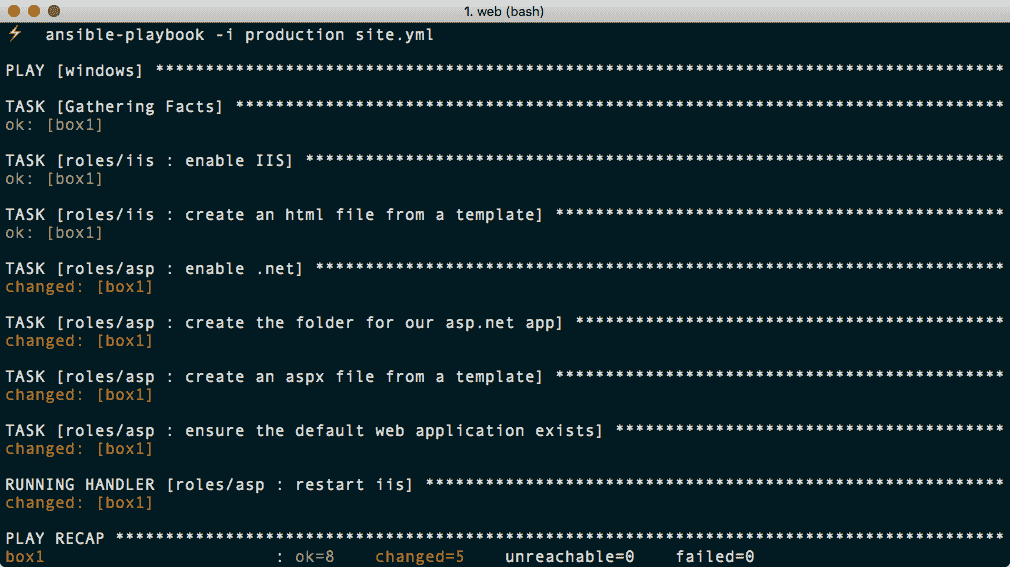 1. web (bash)
⚡ ansible-playbook -i production site.yml
PLAY [windows] *************************************************************************************
TASK [Gathering Facts] *****************************************************************************
ok: [box1]
TASK [roles/iis : enable IIS] **********************************************************************
ok: [box1]
TASK [roles/iis : create an html file from a template] *********************************************
ok: [box1]
TASK [roles/asp : enable .net] *********************************************************************
changed: [box1]
TASK [roles/asp : create the folder for our asp.net app] *******************************************
changed: [box1]
TASK [roles/asp : create an aspx file from a template] *********************************************
changed: [box1]
TASK [roles/asp : ensure the default web application exists] ***************************************
changed: [box1]
RUNNING HANDLER [roles/asp : restart iis] **********************************************************
changed: [box1]
PLAY RECAP *****************************************************************************************
box1                       : ok=8    changed=5    unreachable=0    failed=0